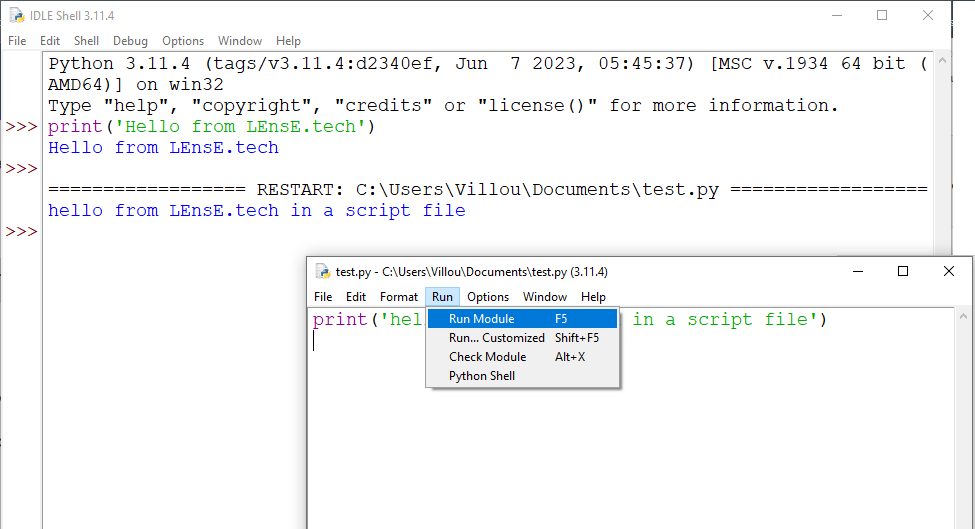 IDLE Shell 3.11.4
File Edit Shell Debug Options Window Help
Python 3.11.4 (tags/v3.11.4:d2340ef, Jun  7 2023, 05:45:37) [MSC v.1934 64 bit (
AMD64)] on win32
Type "help", "copyright", "credits" or "license()" for more information.
>>> print('Hello from LEnsE.tech')
Hello from LEnsE.tech
>>>
================== RESTART: C:\Users\Villou\Documents\test.py ==================
hello from LEnsE.tech in a script file
>>>
test.py - C:\Users\Villou\Documents\test.py (3.11.4)
File Edit Format Run Options Window Help
print('hel in a script file')
Run Module F5
Run... Customized Shift+F5
Check Module Alt+X
Python Shell